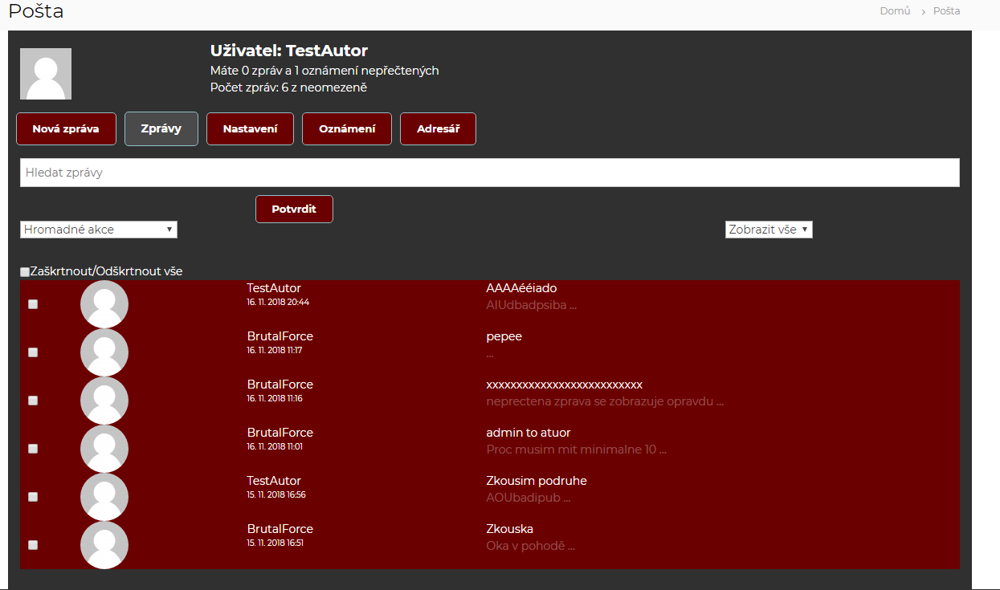 Pošta
Domů › Pošta
Uživatel: TestAutor
Máte 0 zpráv a 1 oznámení nepřečtených
Počet zpráv: 6 z neomezeně
Nová zpráva Zprávy Nastavení Oznámení Adresář
Hledat zprávy
Potvrdit
Hromadné akce Zobrazit vše
Zaškrtnout/Odškrtnout vše
TestAutor AAAAééiado
16. 11. 2018 20:44 AIUdbadpsiba ...
BrutalForce pepee
16. 11. 2018 11:17 ...
BrutalForce xxxxxxxxxxxxxxxxxxxxxxxxxx
16. 11. 2018 11:16 neprectena zprava se zobrazuje opravdu ...
BrutalForce admin to atuor
16. 11. 2018 11:01 Proc musim mit minimalne 10 ...
TestAutor Zkousim podruhe
15. 11. 2018 16:56 AOUbadipub ...
BrutalForce Zkouska
15. 11. 2018 16:51 Oka v pohodě ...